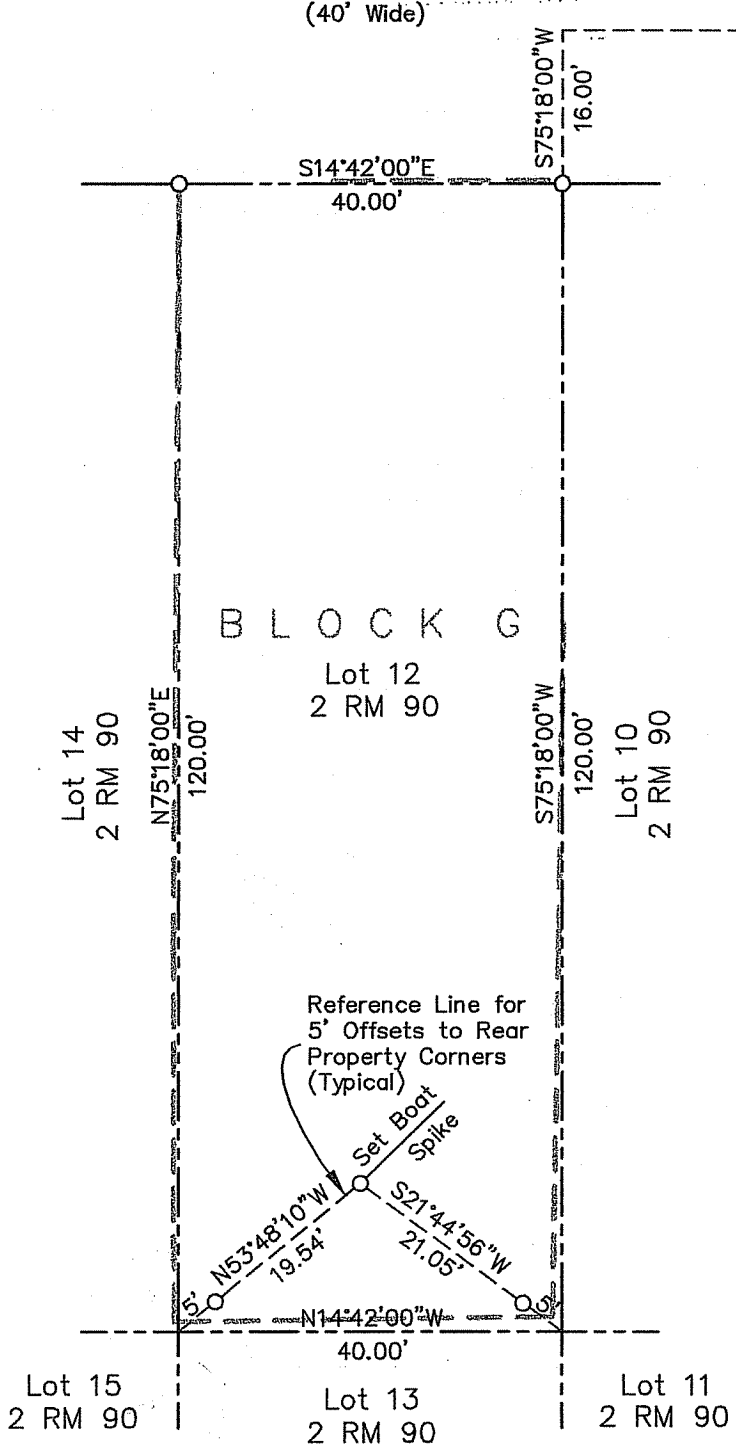 (40' Wide)
S75°18'00"W
16.00'
S14°42'00"E
40.00'
BLOCK G
Lot 12
2 RM 90
Lot 14
2 RM 90
N75°18'00"E
120.00'
S75°18'00"W
120.00'
Lot 10
2 RM 90
Reference Line for
5' Offsets to Rear
Property Corners
(Typical)
Set Boat
Spike
N53°48'10"W
19.54'
S21°44'56"W
21.05'
5'
5'
N14°42'00"W
40.00'
Lot 15
2 RM 90
Lot 13
2 RM 90
Lot 11
2 RM 90